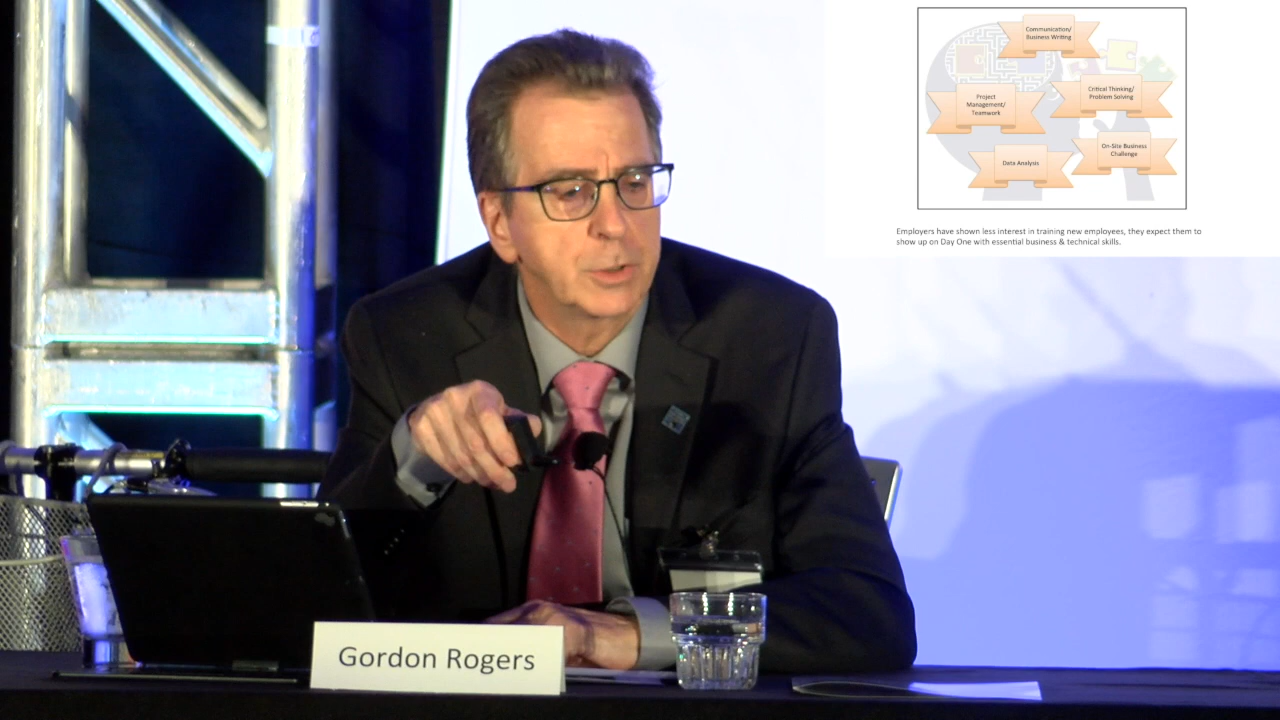 Communication/
Business Writing
Project
Management/
Teamwork
Critical Thinking/
Problem Solving
Data Analysis
On-Site Business
Challenge
Employers have shown less interest in training new employees, they expect them to
show up on Day One with essential business & technical skills.
Gordon Rogers